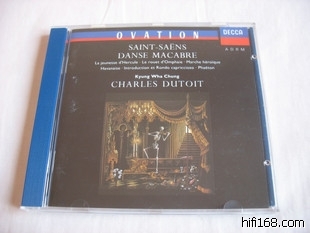 OVATION
DECCA
SAINT-SAËNS
DANSE MACABRE
La jeunesse d'Hercule · Le rouet d'Omphale · Marche héroïque
Havanaise · Introduction et Rondo capriccioso · Phaéton
Kyung Wha Chung
CHARLES DUTOIT
hifi168.com